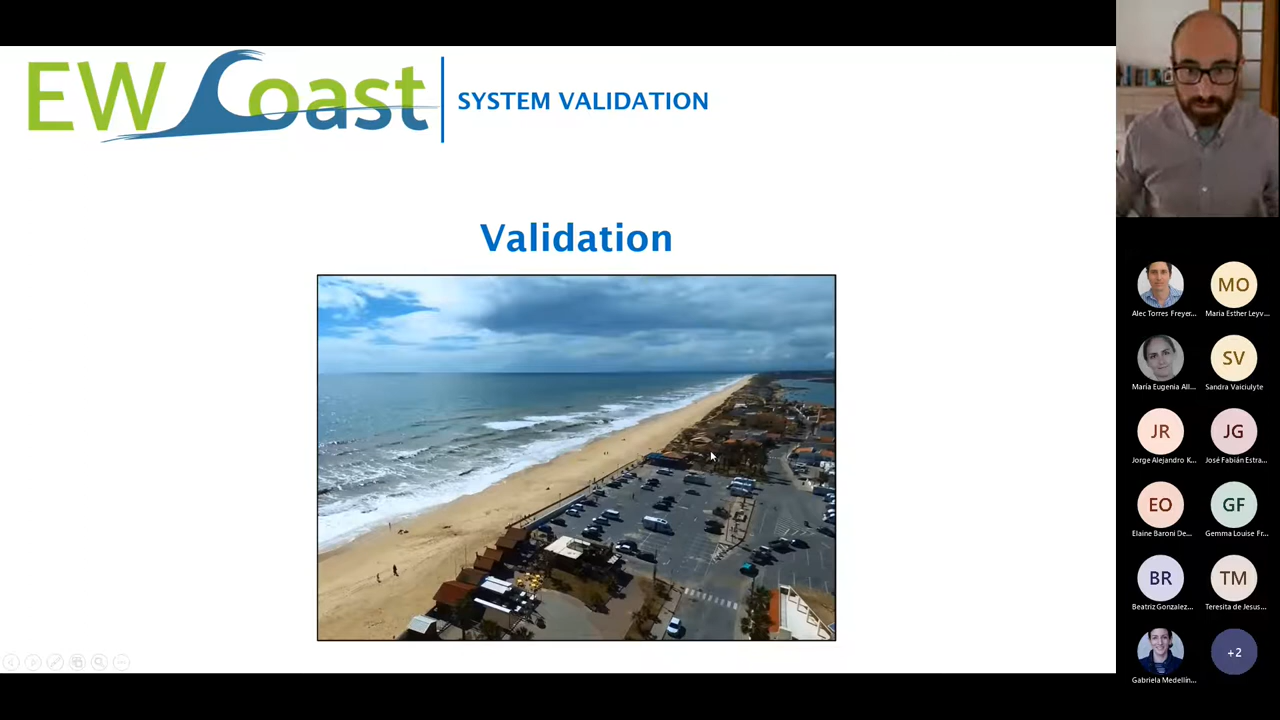 EW Coast
SYSTEM VALIDATION
Validation
Alec Torres Freyer...
MO
Maria Esther Leyv...
María Eugenia All...
SV
Sandra Vaiciulyte
JR
Jorge Alejandro K...
JG
José Fabián Estra...
EO
Elaine Baroni De...
GF
Gemma Louise Fr...
BR
Beatriz Gonzalez...
TM
Teresita de Jesus...
Gabriela Medellín...
+2